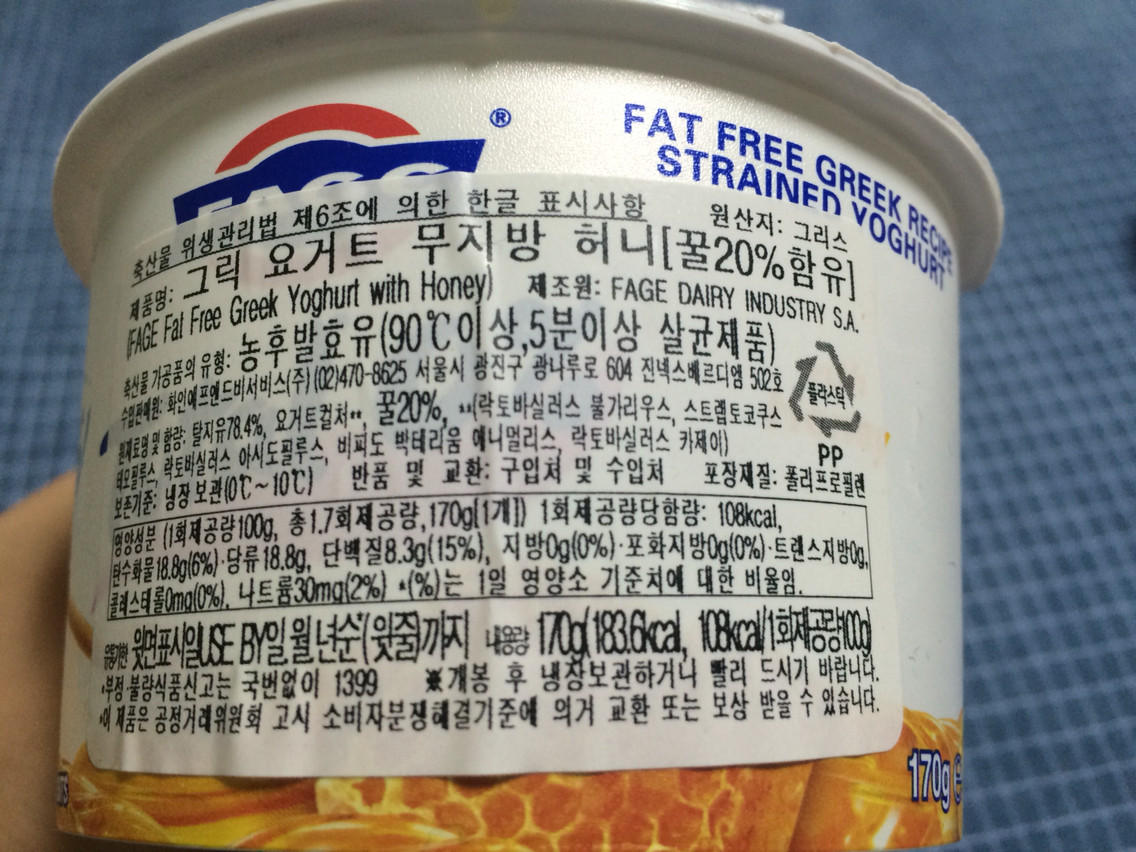 ®
FAT FREE GREEK RECIPE
STRAINED YOGHURT
축산물 위생관리법 제6조에 의한 한글 표시사항 원산지: 그리스
제품명: 그릭 요거트 무지방 허니[꿀20%함유]
(FAGE Fat Free Greek Yoghurt with Honey) 제조원: FAGE DAIRY INDUSTRY S.A.
축산물 가공품의 유형: 농후발효유(90℃이상,5분이상 살균제품)
수입판매원: 화인에프엔드비서비스(주) (02)470-8625 서울시 광진구 광나루로 604 진넥스베르디엠 502호
원재료명 및 함량: 탈지유78.4%, 요거트컬처**, 꿀20%, **(락토바실러스 불가리우스, 스트렙토코쿠스
테모필루스, 락토바실러스 아시도필루스, 비피도 박테리움 에니멀리스, 락토바실러스 카제이)
보존기준: 냉장보관(0℃~10℃) 반품 및 교환: 구입처 및 수입처 포장재질: 폴리프로필렌
플라스틱
PP
영양성분 (1회제공량100g, 총1.7회제공량,170g(1개)) 1회제공량당함량: 108kcal,
탄수화물18.8g(6%)·당류18.8g, 단백질8.3g(15%), 지방0g(0%)·포화지방0g(0%)·트랜스지방0g,
콜레스테롤0mg(0%), 나트륨30mg(2%) *(%)는 1일 영양소 기준치에 대한 비율임.
유통기한 윗면표시일USE BY일.월.년순(윗줄)까지 내용량 170g(183.6kcal, 108kcal/1회제공량100g)
*부정·불량식품신고는 국번없이 1399 ※개봉 후 냉장보관하거나 빨리 드시기 바랍니다.
*이 제품은 공정거래위원회 고시 소비자분쟁해결기준에 의거 교환 또는 보상 받을 수 있습니다.
170g e